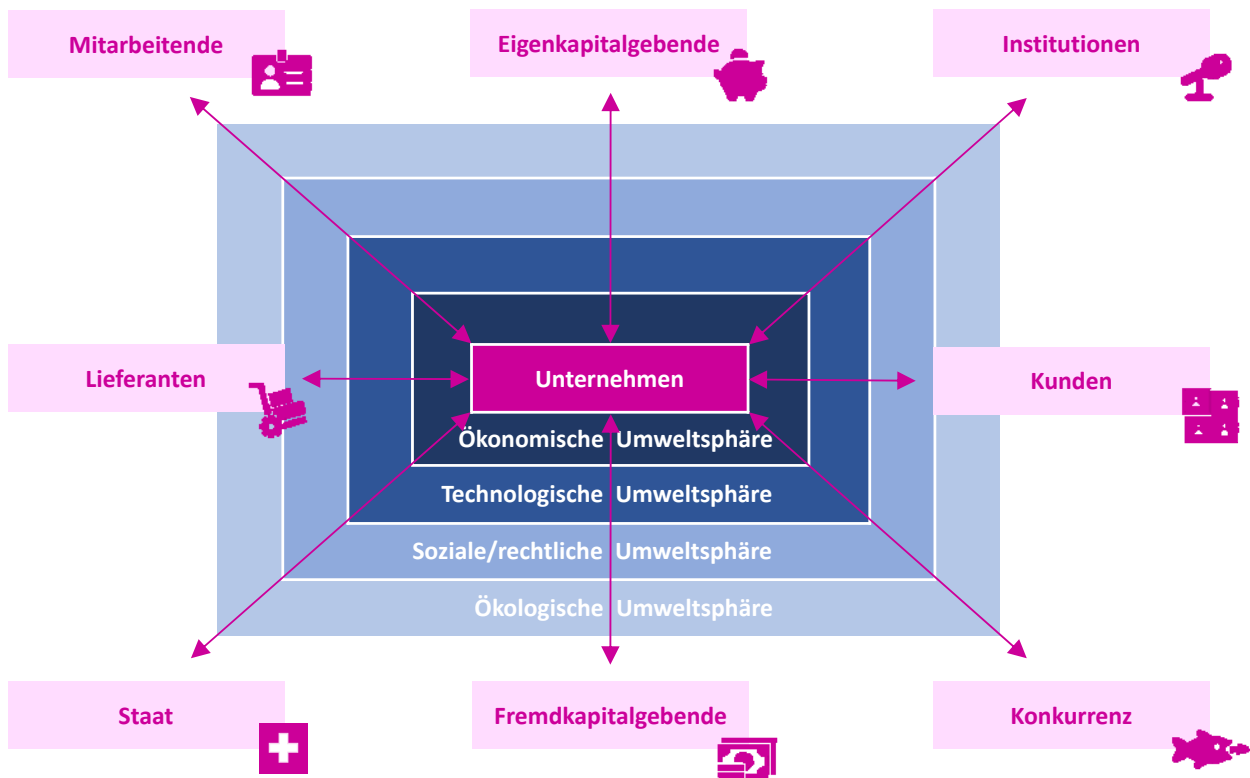 Mitarbeitende
Eigenkapitalgebende
Institutionen
Lieferanten
Unternehmen
Kunden
Ökonomische Umweltsphäre
Technologische Umweltsphäre
Soziale/rechtliche Umweltsphäre
Ökologische Umweltsphäre
Staat
Fremdkapitalgebende
Konkurrenz